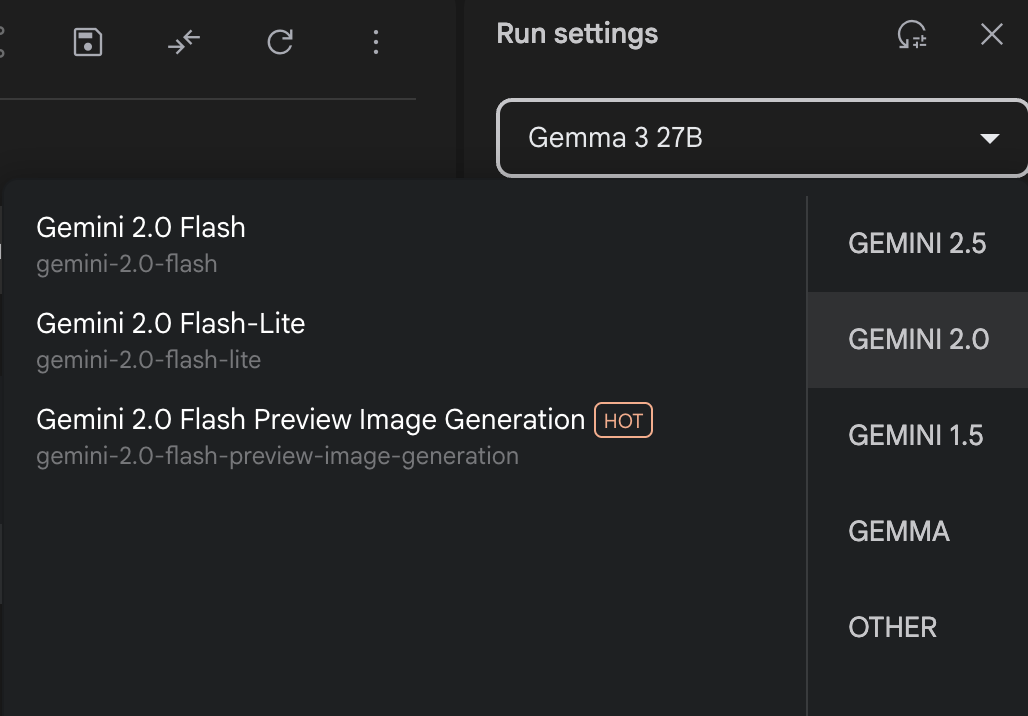 Run settings
Gemma 3 27B
Gemini 2.0 Flash
gemini-2.0-flash
Gemini 2.0 Flash-Lite
gemini-2.0-flash-lite
Gemini 2.0 Flash Preview Image Generation HOT
gemini-2.0-flash-preview-image-generation
GEMINI 2.5
GEMINI 2.0
GEMINI 1.5
GEMMA
OTHER